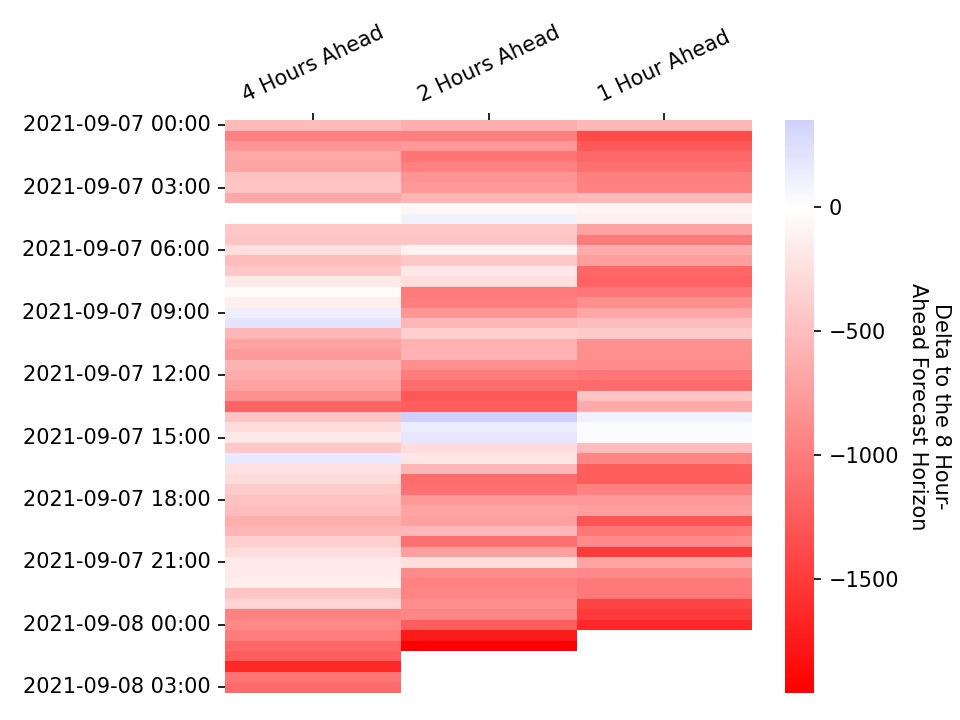 4 Hours Ahead
2 Hours Ahead
1 Hour Ahead
2021-09-07 00:00
2021-09-07 03:00
2021-09-07 06:00
2021-09-07 09:00
2021-09-07 12:00
2021-09-07 15:00
2021-09-07 18:00
2021-09-07 21:00
2021-09-08 00:00
2021-09-08 03:00
0
−500
−1000
−1500
Delta to the 8 Hour-
Ahead Forecast Horizon